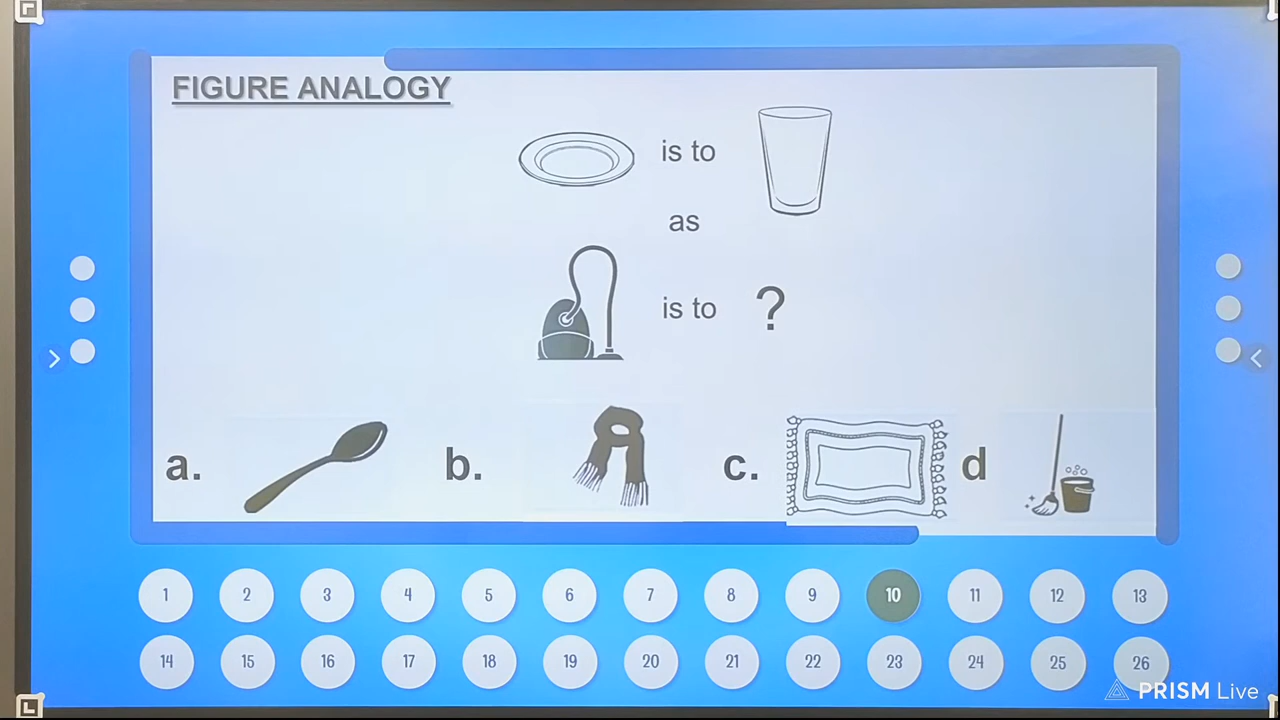 FIGURE ANALOGY
is to
as
is to ?
a. b. c. d
1 2 3 4 5 6 7 8 9 10 11 12 13
14 15 16 17 18 19 20 21 22 23 24 25 26
PRISM Live